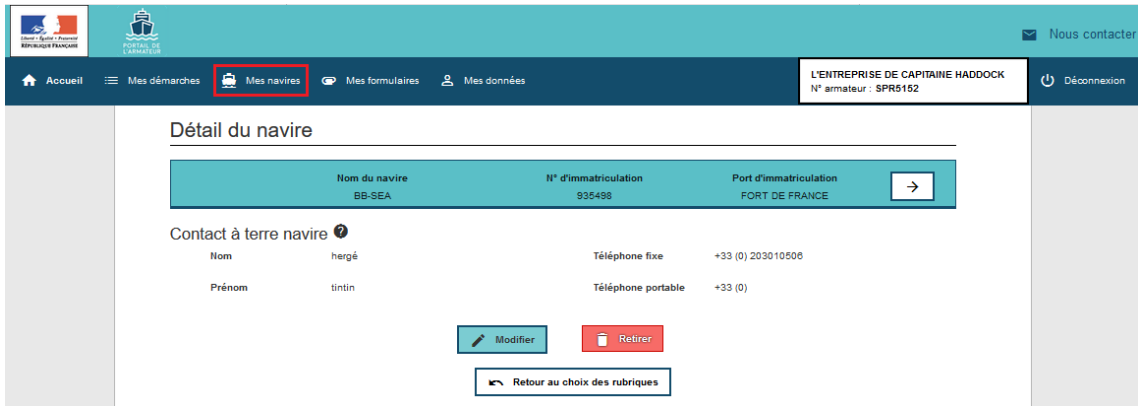 Liberté • Égalité • Fraternité
RÉPUBLIQUE FRANÇAISE
PORTAIL DE
L'ARMATEUR
Nous contacter
Accueil
Mes démarches
Mes navires
Mes formulaires
Mes données
L'ENTREPRISE DE CAPITAINE HADDOCK
N° armateur : SPR5152
Déconnexion
Détail du navire
Nom du navire N° d'immatriculation Port d'immatriculation
BB-SEA 935498 FORT DE FRANCE
Contact à terre navire ?
Nom hergé Téléphone fixe +33 (0) 203010506
Prénom tintin Téléphone portable +33 (0)
Modifier
Retirer
Retour au choix des rubriques